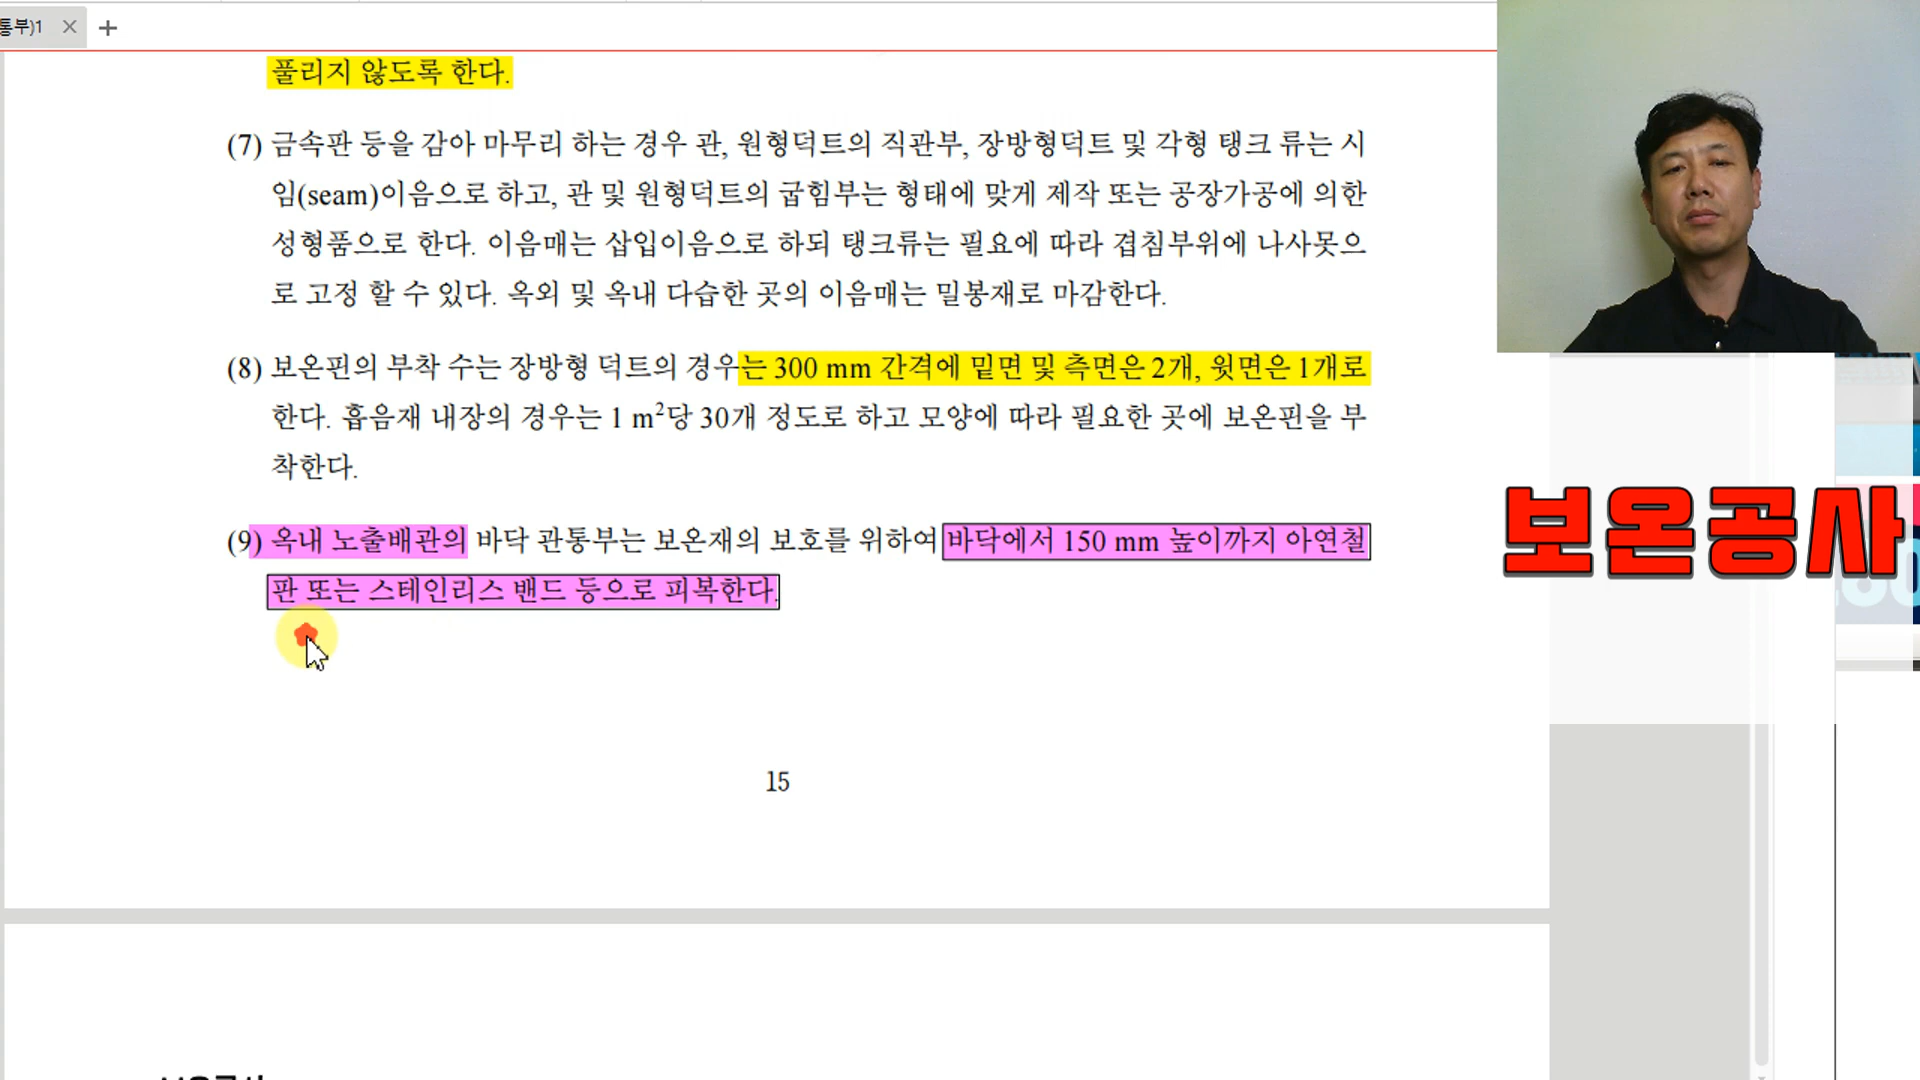 통부)1
풀리지 않도록 한다.
(7) 금속판 등을 감아 마무리 하는 경우 관, 원형덕트의 직관부, 장방형덕트 및 각형 탱크 류는 시
임(seam)이음으로 하고, 관 및 원형덕트의 굽힘부는 형태에 맞게 제작 또는 공장가공에 의한
성형품으로 한다. 이음매는 삽입이음으로 하되 탱크류는 필요에 따라 겹침부위에 나사못으
로 고정 할 수 있다. 옥외 및 옥내 다습한 곳의 이음매는 밀봉재로 마감한다.
(8) 보온핀의 부착 수는 장방형 덕트의 경우는 300 mm 간격에 밑면 및 측면은 2개, 윗면은 1개로
한다. 흡음재 내장의 경우는 1 m²당 30개 정도로 하고 모양에 따라 필요한 곳에 보온핀을 부
착한다.
(9) 옥내 노출배관의 바닥 관통부는 보온재의 보호를 위하여 바닥에서 150 mm 높이까지 아연철
판 또는 스테인리스 밴드 등으로 피복한다.
보온공사
15